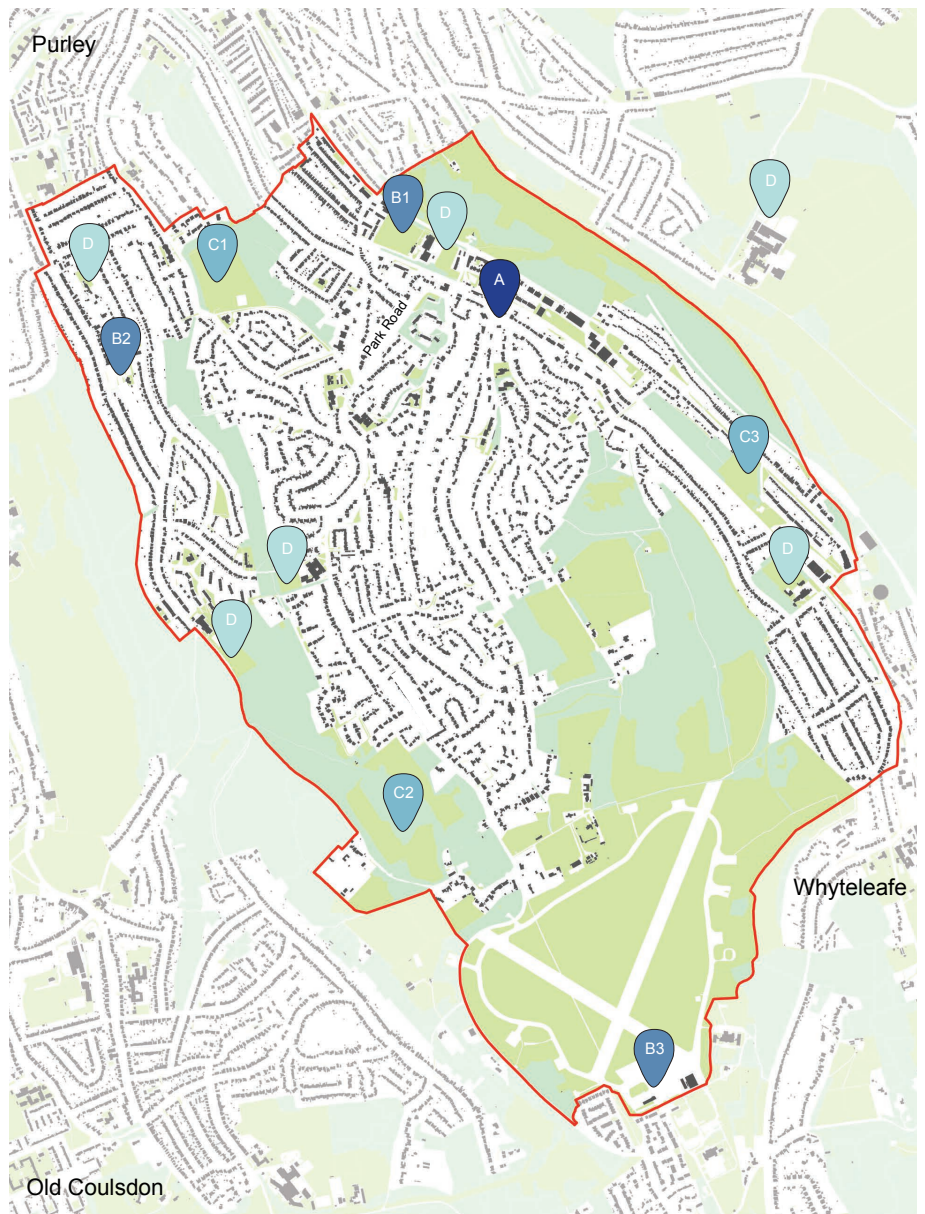 Purley
D
B1
D
D
C1
A
Park Road
B2
C3
D
D
D
C2
Whyteleafe
B3
Old Coulsdon